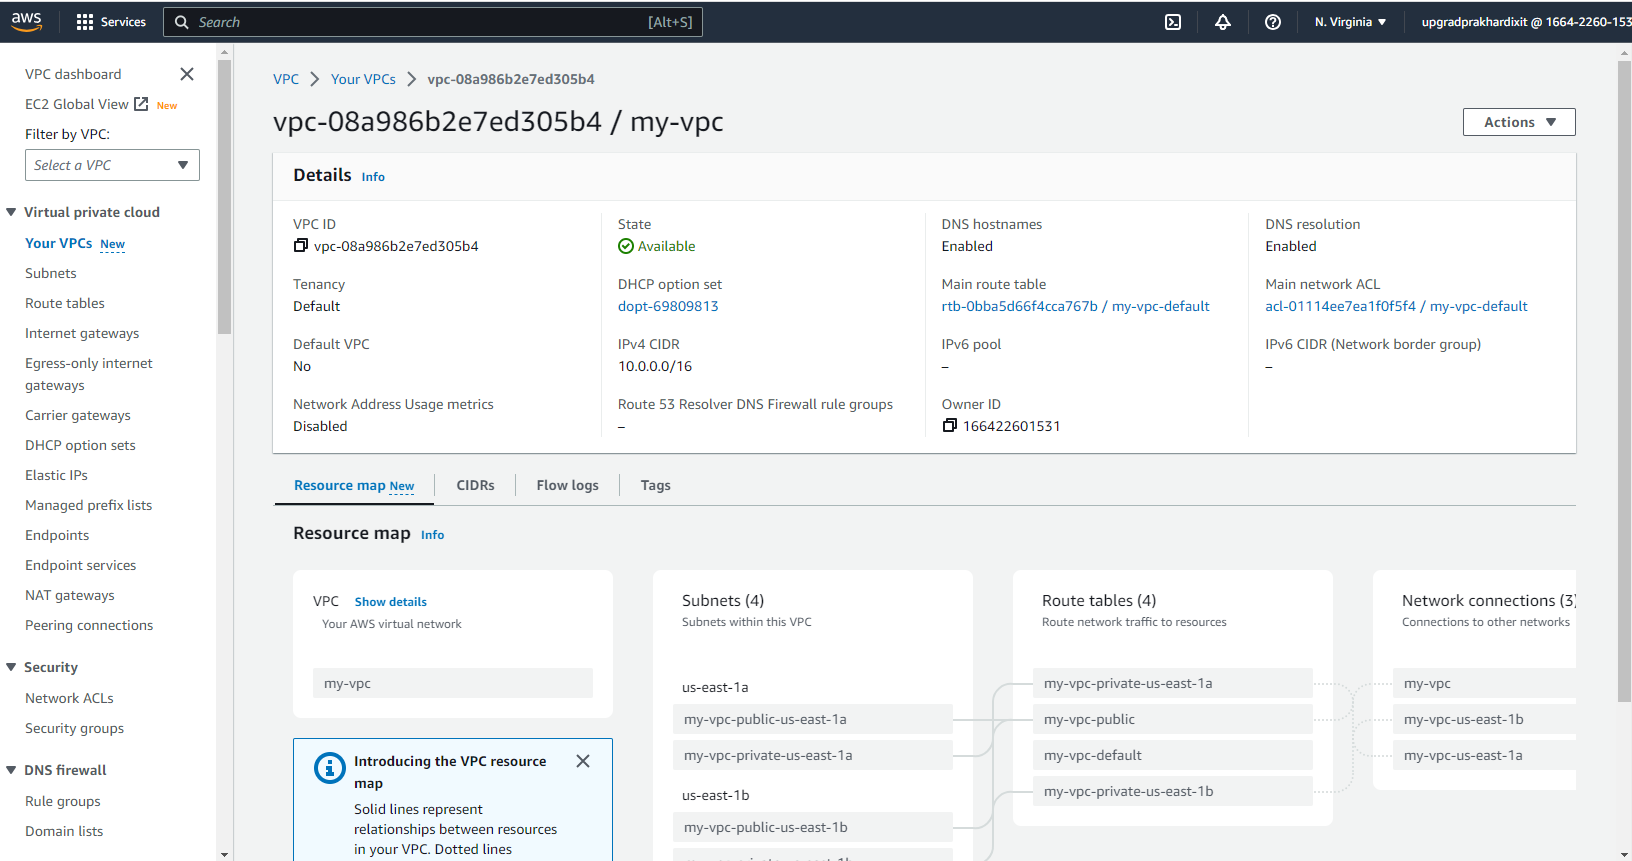 aws
Services
Search
[Alt+S]
N. Virginia
upgradprakhardixit @ 1664-2260-153
VPC dashboard
EC2 Global View New
Filter by VPC:
Select a VPC
Virtual private cloud
Your VPCs New
Subnets
Route tables
Internet gateways
Egress-only internet
gateways
Carrier gateways
DHCP option sets
Elastic IPs
Managed prefix lists
Endpoints
Endpoint services
NAT gateways
Peering connections
Security
Network ACLs
Security groups
DNS firewall
Rule groups
Domain lists
VPC > Your VPCs > vpc-08a986b2e7ed305b4
vpc-08a986b2e7ed305b4 / my-vpc
Actions
Details Info
VPC ID
vpc-08a986b2e7ed305b4
State
Available
DNS hostnames
Enabled
DNS resolution
Enabled
Tenancy
Default
DHCP option set
dopt-69809813
Main route table
rtb-0bba5d66f4cca767b / my-vpc-default
Main network ACL
acl-01114ee7ea1f0f5f4 / my-vpc-default
Default VPC
No
IPv4 CIDR
10.0.0.0/16
IPv6 pool
–
IPv6 CIDR (Network border group)
–
Network Address Usage metrics
Disabled
Route 53 Resolver DNS Firewall rule groups
–
Owner ID
166422601531
Resource map New
CIDRs
Flow logs
Tags
Resource map Info
VPC Show details
Your AWS virtual network
my-vpc
Introducing the VPC resource
map
Solid lines represent
relationships between resources
in your VPC. Dotted lines
Subnets (4)
Subnets within this VPC
us-east-1a
my-vpc-public-us-east-1a
my-vpc-private-us-east-1a
us-east-1b
my-vpc-public-us-east-1b
my-vpc-private-us-east-1b
Route tables (4)
Route network traffic to resources
my-vpc-private-us-east-1a
my-vpc-public
my-vpc-default
my-vpc-private-us-east-1b
Network connections (3)
Connections to other networks
my-vpc
my-vpc-us-east-1b
my-vpc-us-east-1a